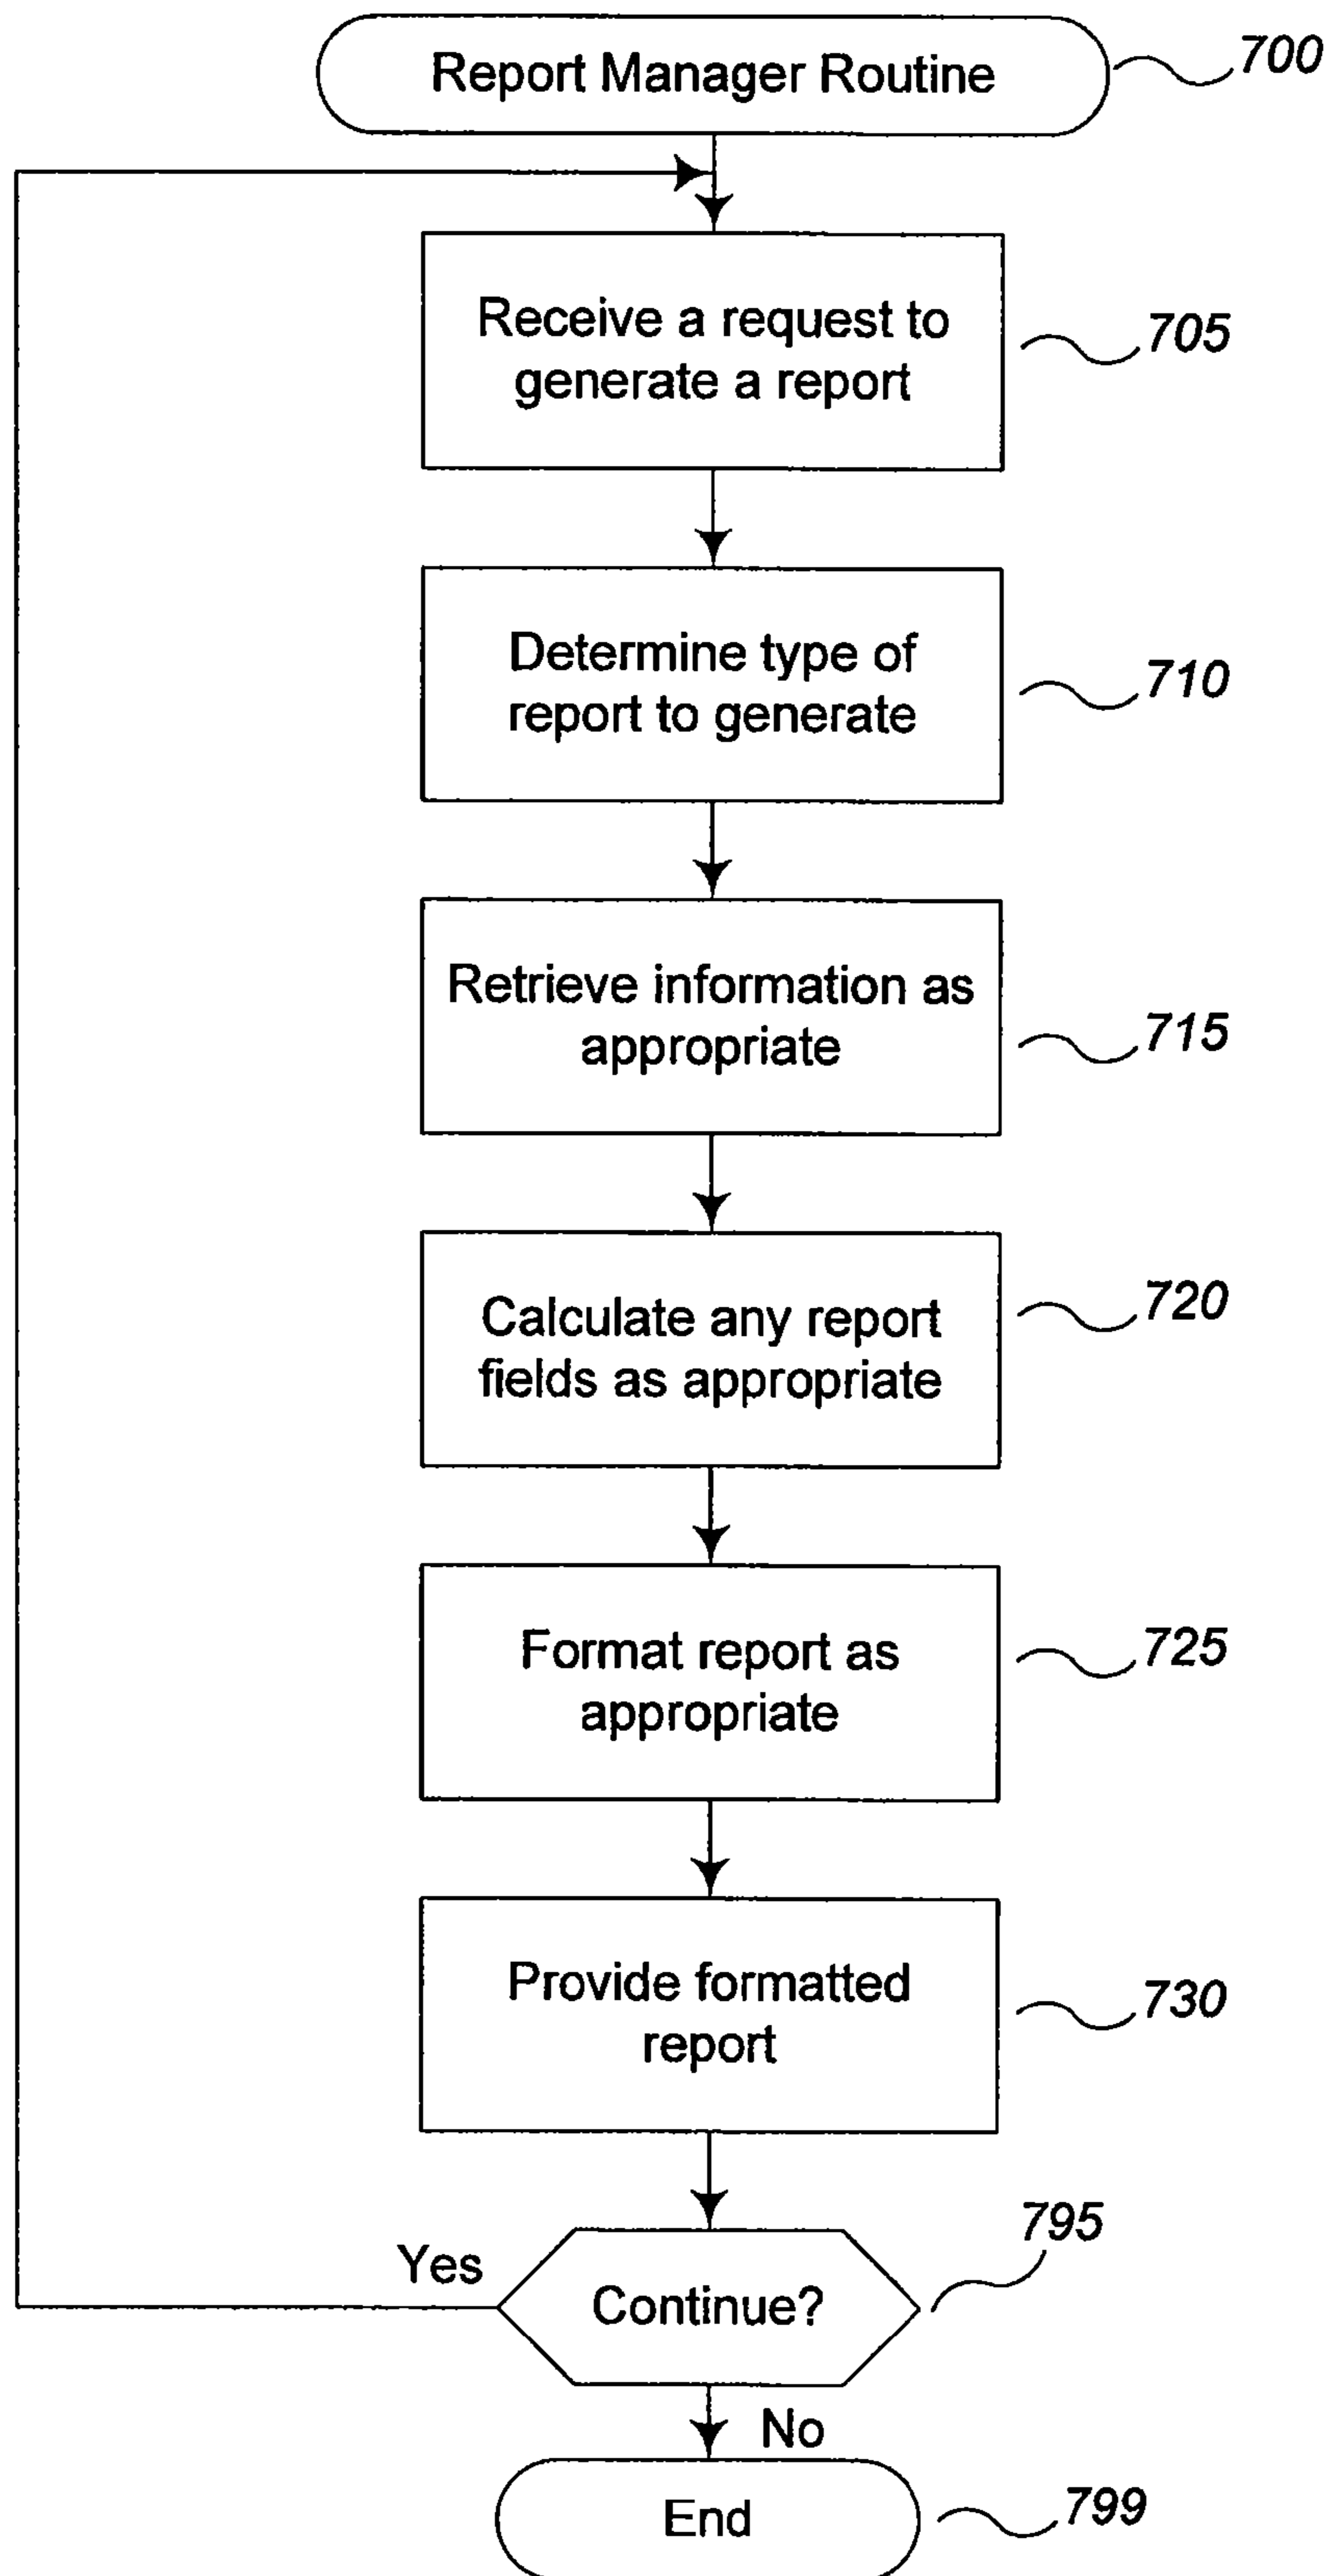 Report Manager Routine
700
Receive a request to
generate a report
705
Determine type of
report to generate
710
Retrieve information as
appropriate
715
Calculate any report
fields as appropriate
720
Format report as
appropriate
725
Provide formatted
report
730
795
Yes
Continue?
No
End
799